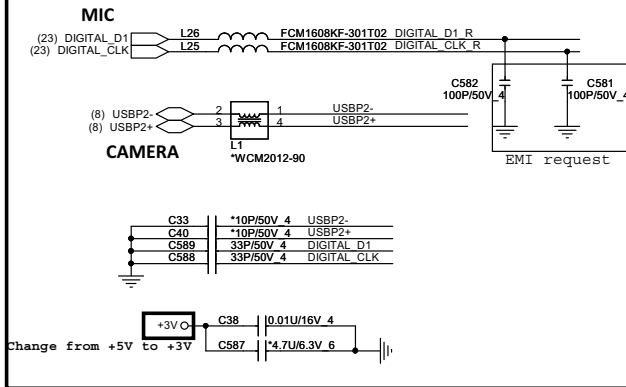 MIC
(23) DIGITAL_D1 L26 FCM1608KF-301T02 DIGITAL_D1_R
(23) DIGITAL_CLK L25 FCM1608KF-301T02 DIGITAL_CLK_R
C582 C581
100P/50V_4 100P/50V_4
(8) USBP2- 2 1 USBP2-
(8) USBP2+ 3 4 USBP2+
L1
*WCM2012-90
CAMERA
EMI request
C33 *10P/50V_4 USBP2-
C40 *10P/50V_4 USBP2+
C589 33P/50V_4 DIGITAL_D1
C588 33P/50V_4 DIGITAL_CLK
+3V C38 0.01U/16V_4
Change from +5V to +3V
C587 *4.7U/6.3V_6